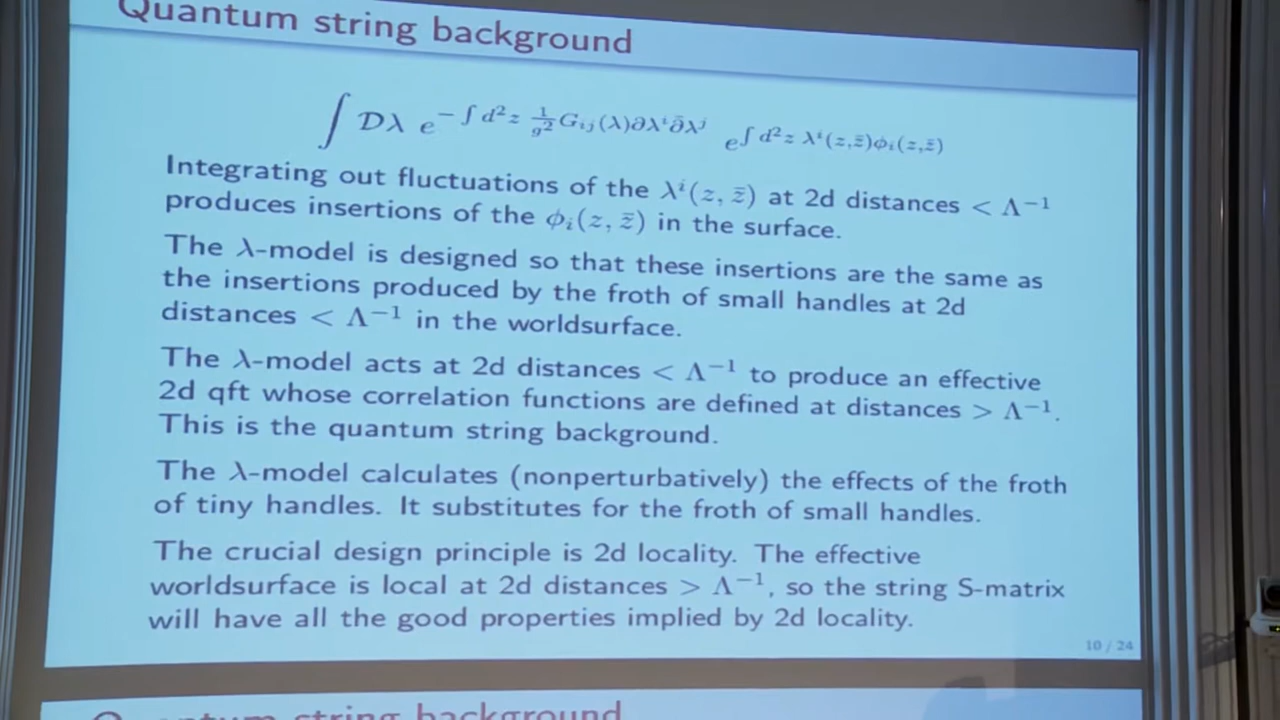 Quantum string background
∫ Dλ e^{-∫ d²z 1/g² G_{ij}(λ)∂λ^i ∂̄λ^j} e^{∫ d²z λ^i(z,z̄)ϕ_i(z,z̄)}
Integrating out fluctuations of the λ^i(z, z̄) at 2d distances < Λ⁻¹
produces insertions of the ϕ_i(z, z̄) in the surface.
The λ-model is designed so that these insertions are the same as
the insertions produced by the froth of small handles at 2d
distances < Λ⁻¹ in the worldsurface.
The λ-model acts at 2d distances < Λ⁻¹ to produce an effective
2d qft whose correlation functions are defined at distances > Λ⁻¹.
This is the quantum string background.
The λ-model calculates (nonperturbatively) the effects of the froth
of tiny handles. It substitutes for the froth of small handles.
The crucial design principle is 2d locality. The effective
worldsurface is local at 2d distances > Λ⁻¹, so the string S-matrix
will have all the good properties implied by 2d locality.
10 / 24
Quantum string background